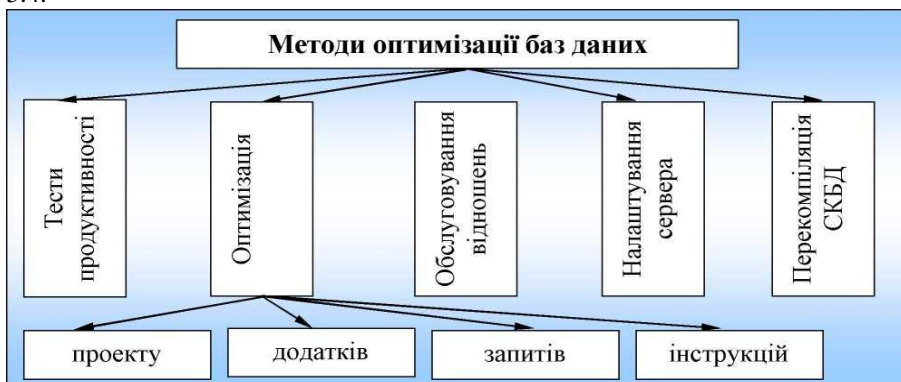 Методи оптимізації баз даних
Тести
продуктивності
Оптимізація
Обслуговування
відношень
Налаштування
сервера
Перекомпіляція
СКБД
проекту
додатків
запитів
інструкцій